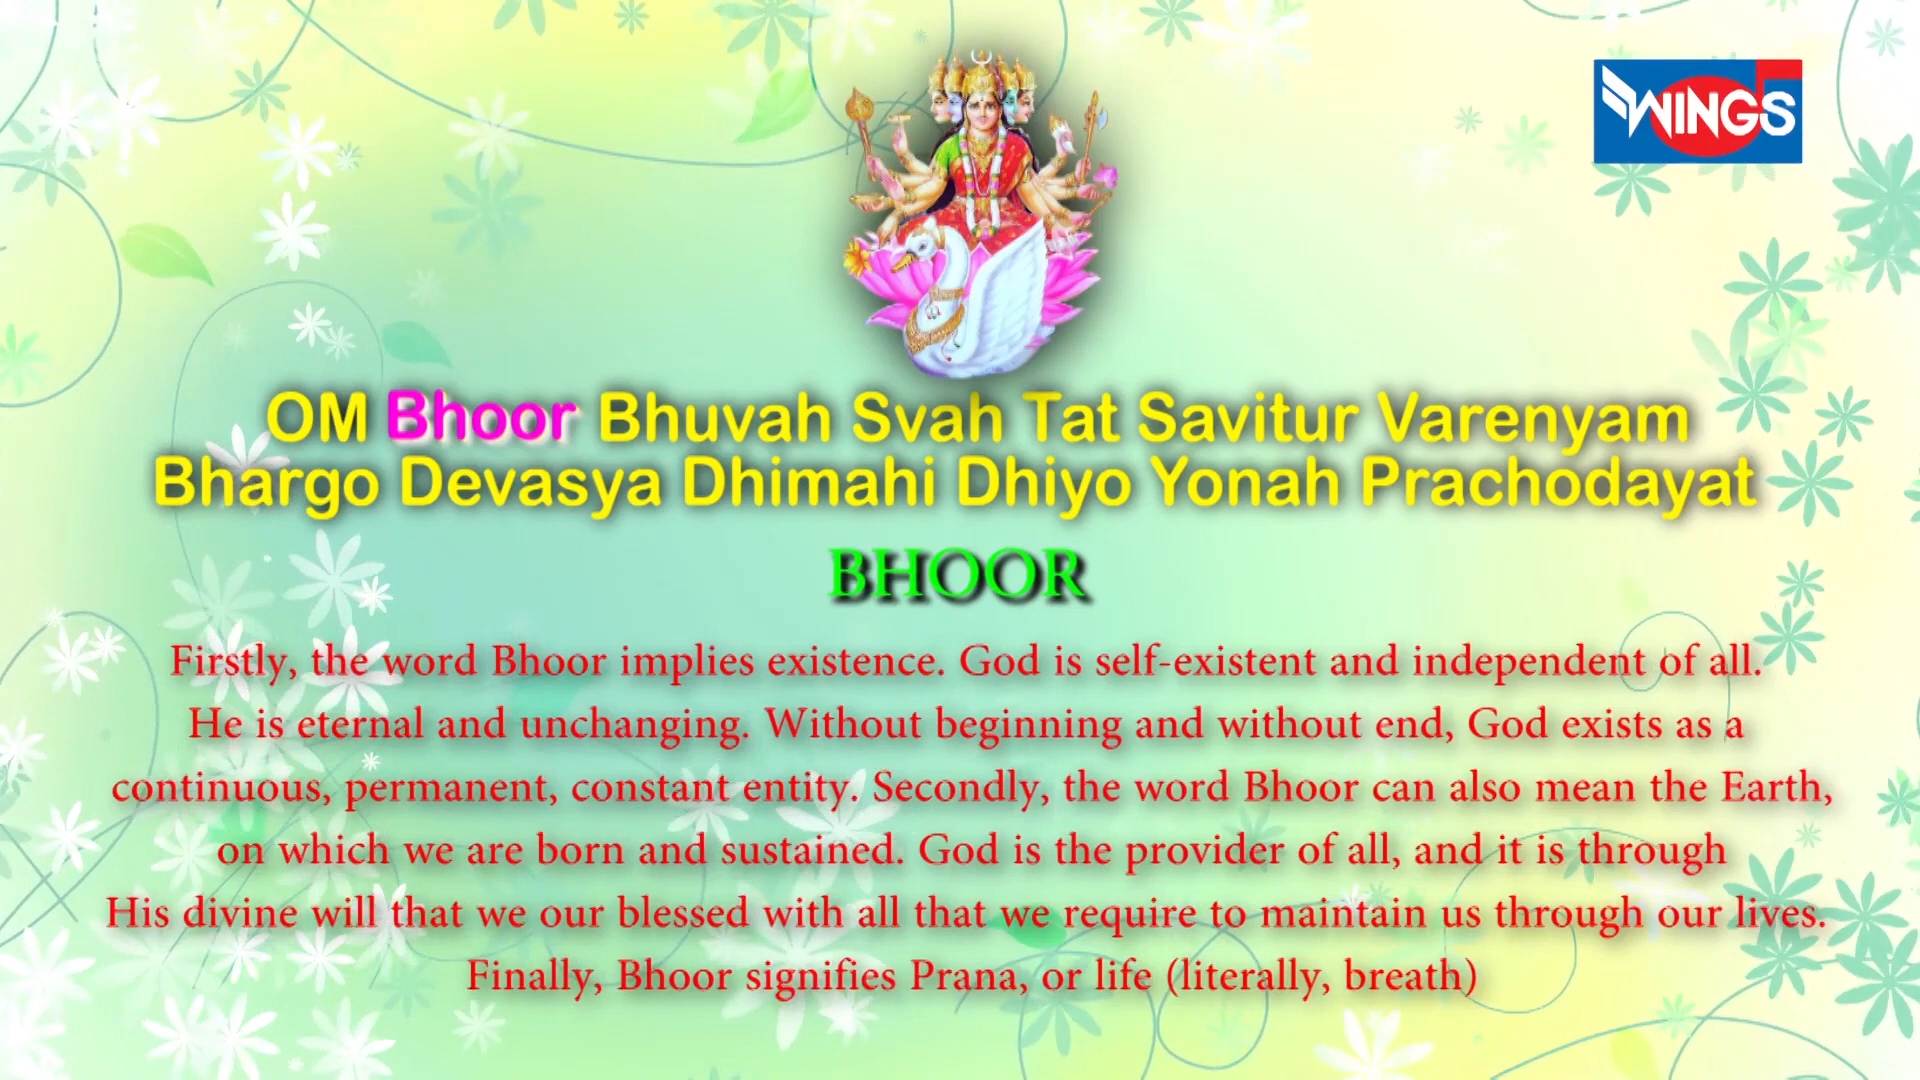 WINGS
OM Bhoor Bhuvah Svah Tat Savitur Varenyam
Bhargo Devasya Dhimahi Dhiyo Yonah Prachodayat
BHOOR
Firstly, the word Bhoor implies existence. God is self-existent and independent of all.
He is eternal and unchanging. Without beginning and without end, God exists as a
continuous, permanent, constant entity. Secondly, the word Bhoor can also mean the Earth,
on which we are born and sustained. God is the provider of all, and it is through
His divine will that we our blessed with all that we require to maintain us through our lives.
Finally, Bhoor signifies Prana, or life (literally, breath)